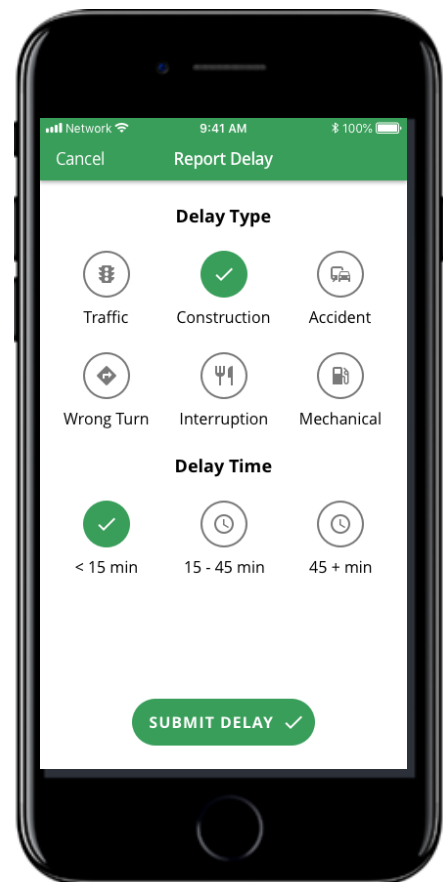 Network 9:41 AM 100%
Cancel Report Delay
Delay Type
Traffic Construction Accident
Wrong Turn Interruption Mechanical
Delay Time
< 15 min 15 - 45 min 45 + min
SUBMIT DELAY